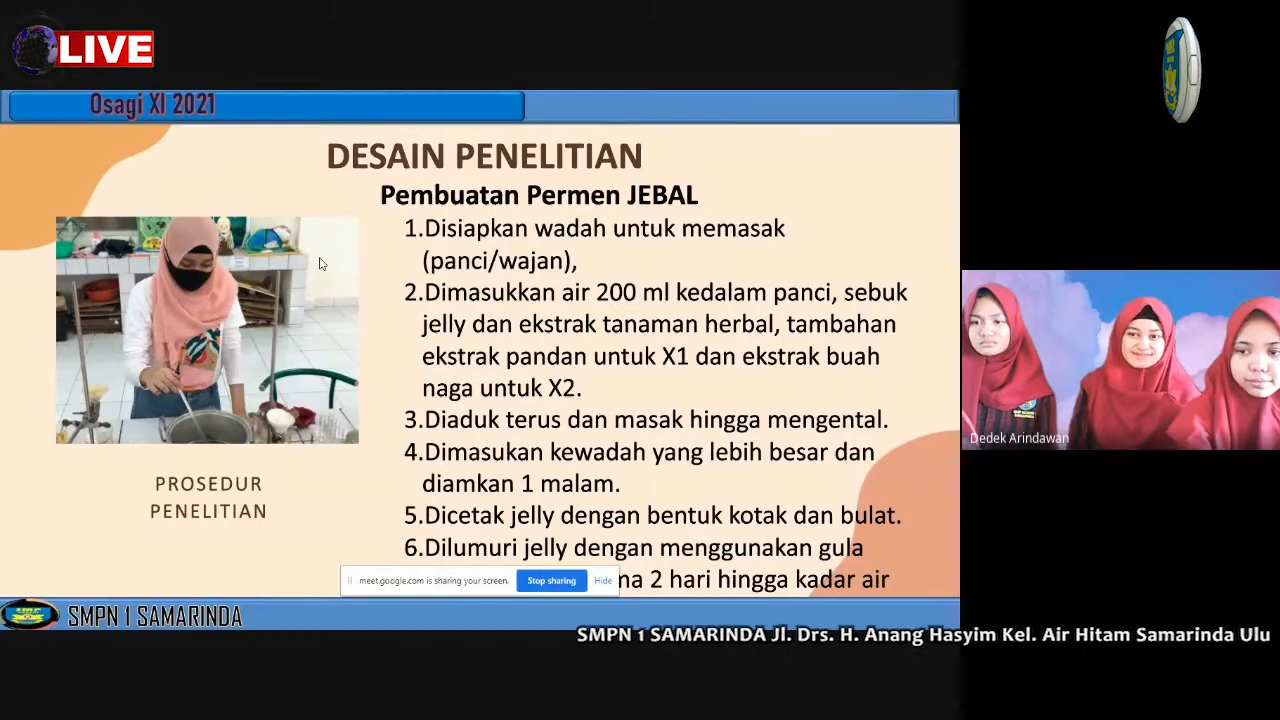 LIVE
Osagi XI 2021
DESAIN PENELITIAN
Pembuatan Permen JEBAL
1.Disiapkan wadah untuk memasak
(panci/wajan),
2.Dimasukkan air 200 ml kedalam panci, sebuk
jelly dan ekstrak tanaman herbal, tambahan
ekstrak pandan untuk X1 dan ekstrak buah
naga untuk X2.
3.Diaduk terus dan masak hingga mengental.
4.Dimasukan kewadah yang lebih besar dan
diamkan 1 malam.
5.Dicetak jelly dengan bentuk kotak dan bulat.
6.Dilumuri jelly dengan menggunakan gula
2 hari hingga kadar air
PROSEDUR
PENELITIAN
meet.google.com is sharing your screen. Stop sharing Hide
Dedek Arindawan
SMPN 1 SAMARINDA
SMPN 1 SAMARINDA Jl. Drs. H. Anang Hasyim Kel. Air Hitam Samarinda Ulu